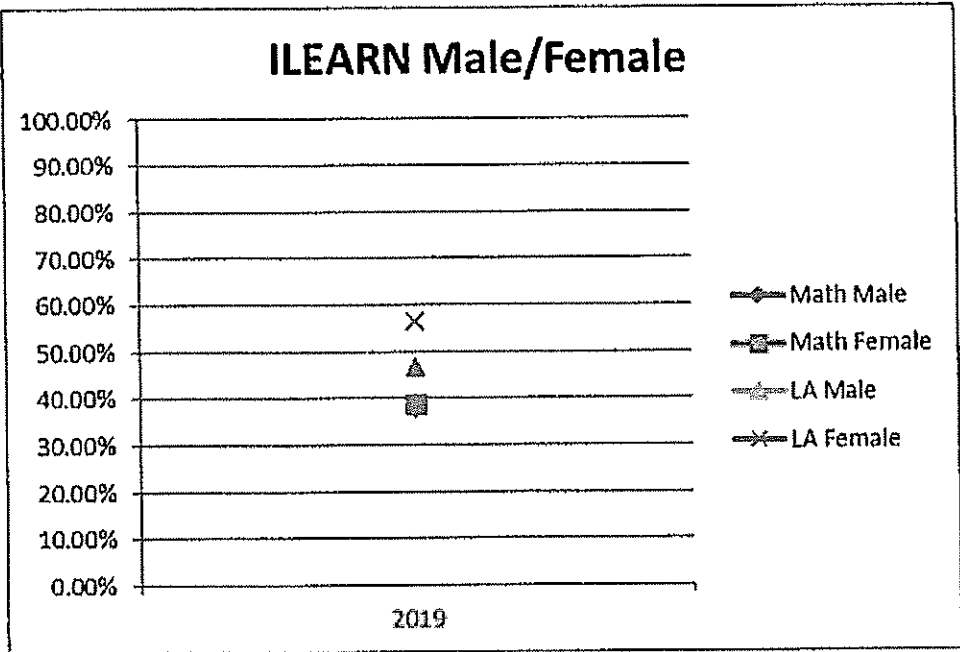 ILEARN Male/Female
100.00%
90.00%
80.00%
70.00%
60.00%
50.00%
40.00%
30.00%
20.00%
10.00%
0.00%
2019
Math Male
Math Female
LA Male
LA Female